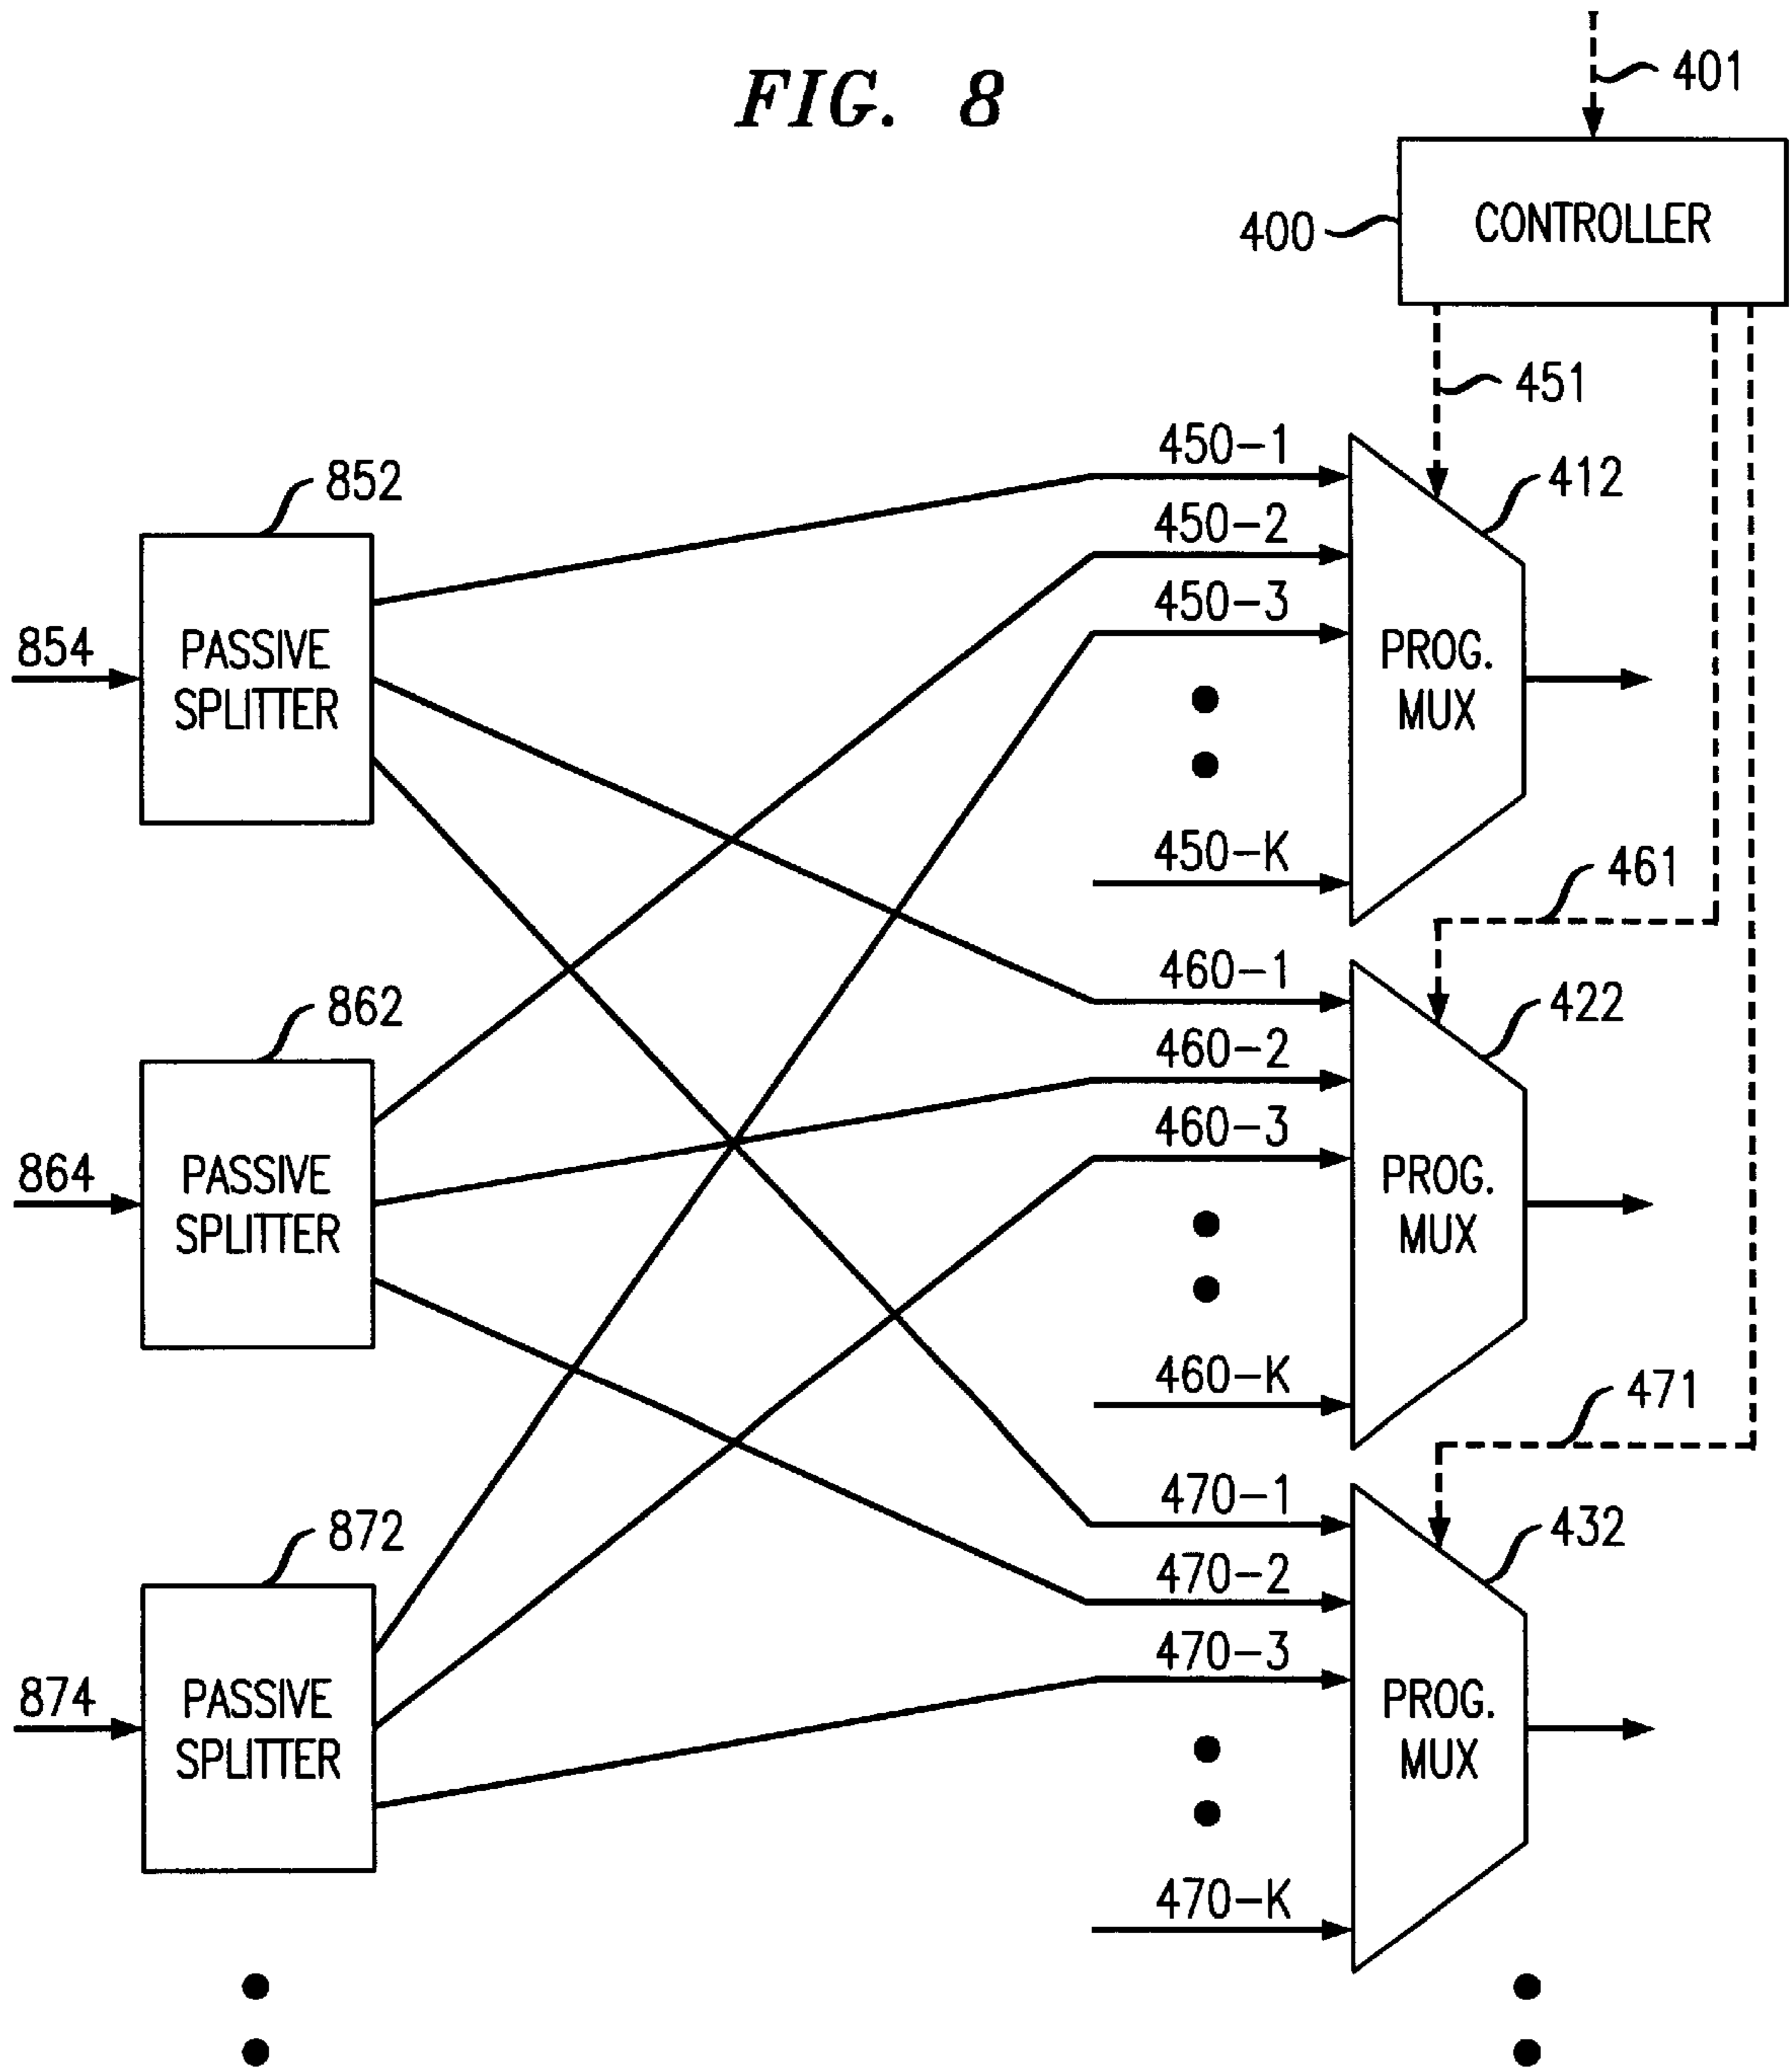 FIG. 8
401
400
CONTROLLER
451
450-1
852
412
450-2
450-3
854
PASSIVE
SPLITTER
PROG.
MUX
450-K
461
460-1
862
422
460-2
460-3
864
PASSIVE
SPLITTER
PROG.
MUX
460-K
471
470-1
872
432
470-2
470-3
874
PASSIVE
SPLITTER
PROG.
MUX
470-K